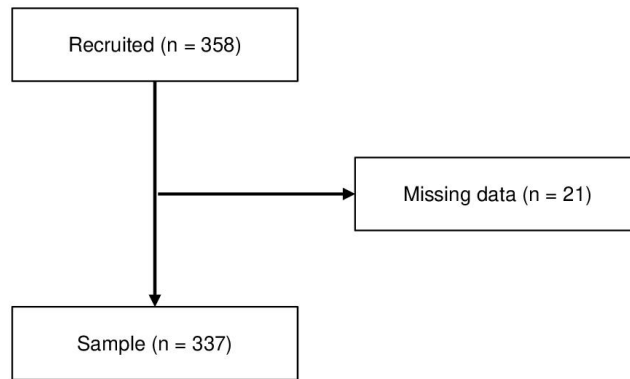 Recruited (n = 358)
Missing data (n = 21)
Sample (n = 337)